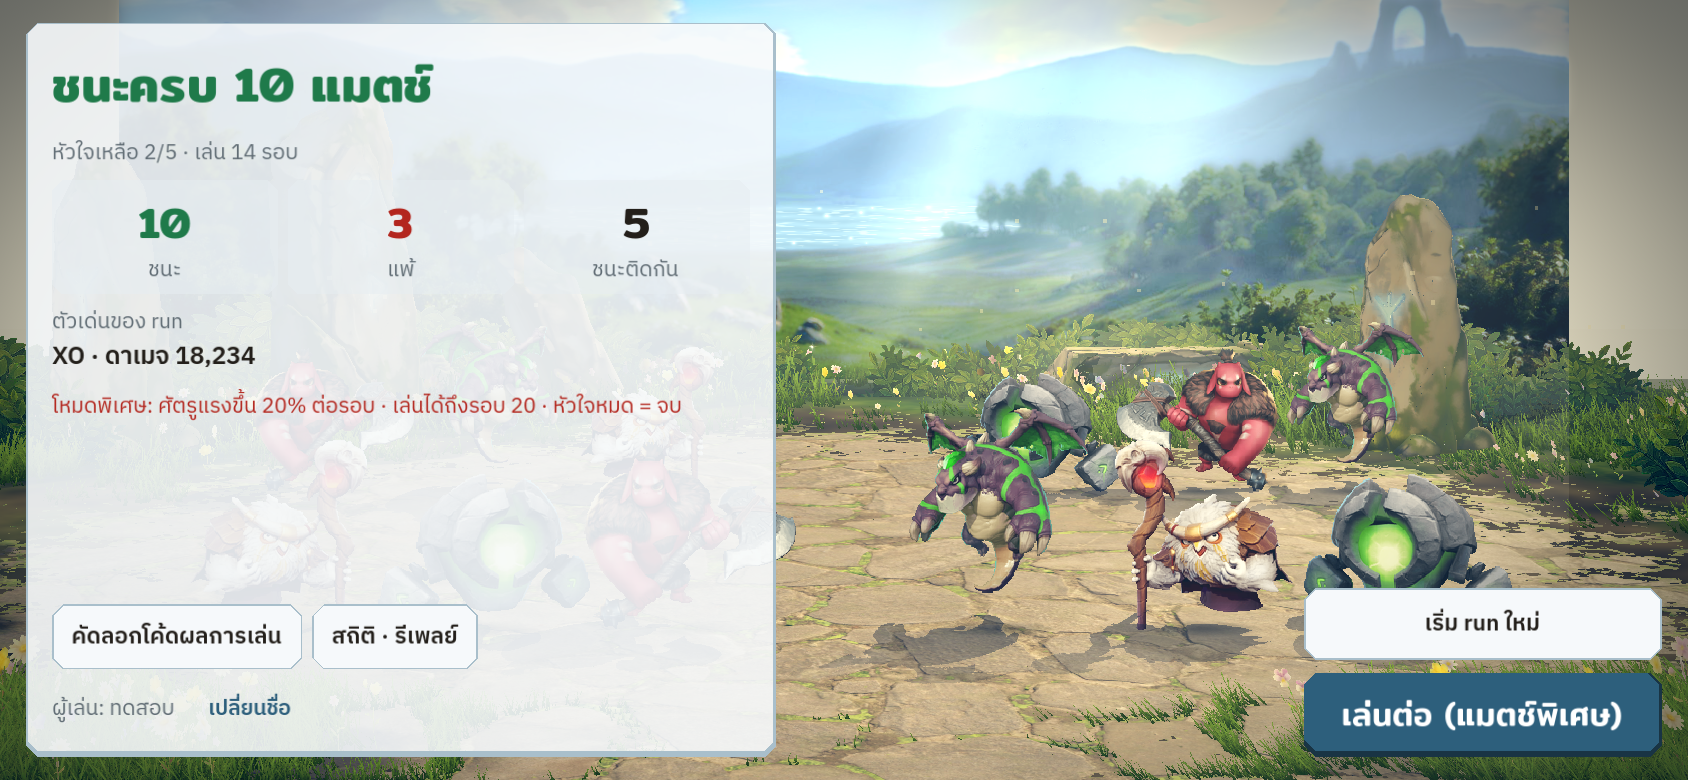 ชนะครบ 10 แมตช์
หัวใจเหลือ 2/5 · เล่น 14 รอบ
10
ชนะ
3
แพ้
5
ชนะติดกัน
ตัวเด่นของ run
XO · ดาเมจ 18,234
โหมดพิเศษ: ศัตรูแรงขึ้น 20% ต่อรอบ · เล่นได้ถึงรอบ 20 · หัวใจหมด = จบ
คัดลอกโค้ดผลการเล่น
สถิติ · รีเพลย์
ผู้เล่น: ทดสอบ เปลี่ยนชื่อ
เริ่ม run ใหม่
เล่นต่อ (แมตช์พิเศษ)